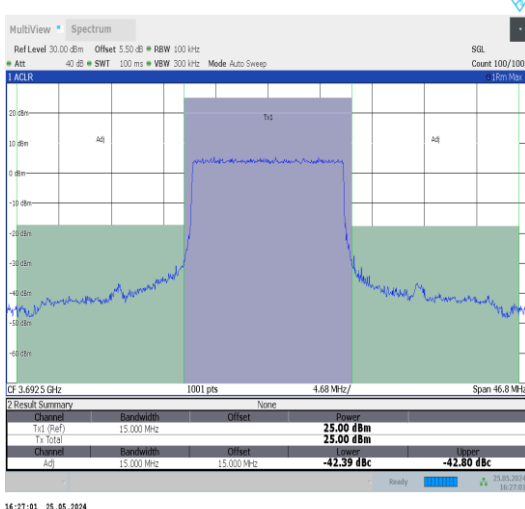 MultiView Spectrum
Ref Level 30.00 dBm Offset 5.50 dB RBW 100 kHz SGL
Att 40 dB SWT 100 ms VBW 300 kHz Mode Auto Sweep Count 100/100
1 ACLR 1Rm Max
20 dBm
Tx1
10 dBm Adj Adj
0 dBm
-10 dBm
-20 dBm
-30 dBm
-40 dBm
-50 dBm
-60 dBm
CF 3.6925 GHz 1001 pts 4.68 MHz/ Span 46.8 MHz
2 Result Summary None
Channel Bandwidth Offset Power
Tx1 (Ref) 15.000 MHz 25.00 dBm
Tx Total 25.00 dBm
Channel Bandwidth Offset Lower Upper
Adj 15.000 MHz 15.000 MHz -42.39 dBc -42.80 dBc
Ready 25.05.2024
16:27:01
16:27:01 25.05.2024